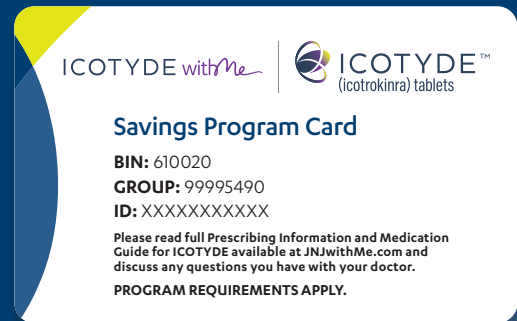 ICOTYDE withMe
ICOTYDE™
(icotrokinra) tablets
Savings Program Card
BIN: 610020
GROUP: 99995490
ID: XXXXXXXXXXX
Please read full Prescribing Information and Medication
Guide for ICOTYDE available at JNJwithMe.com and
discuss any questions you have with your doctor.
PROGRAM REQUIREMENTS APPLY.